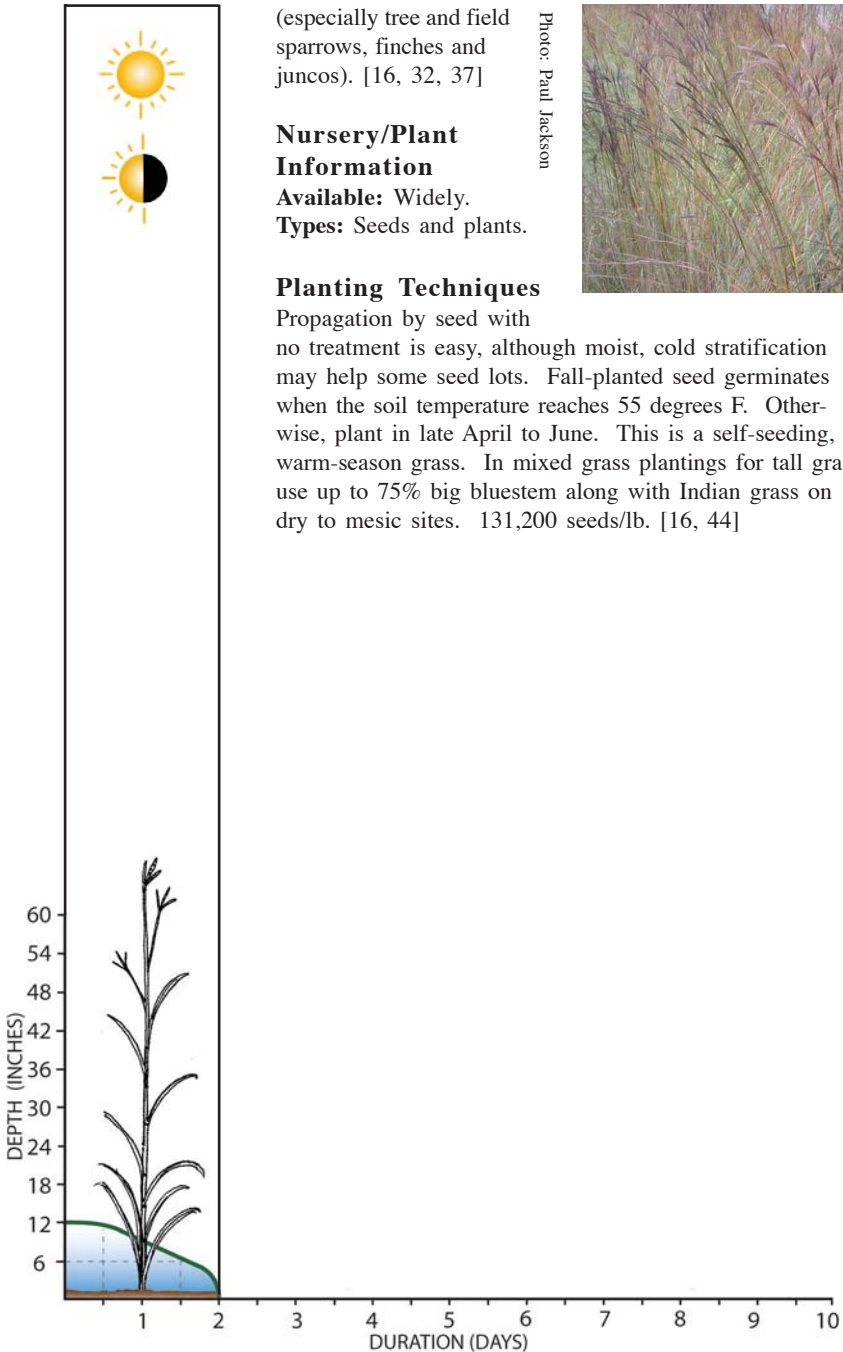 (especially tree and field
sparrows, finches and
juncos). [16, 32, 37]
Photo: Paul Jackson
Nursery/Plant
Information
Available: Widely.
Types: Seeds and plants.
Planting Techniques
Propagation by seed with
no treatment is easy, although moist, cold stratification
may help some seed lots. Fall-planted seed germinates
when the soil temperature reaches 55 degrees F. Other-
wise, plant in late April to June. This is a self-seeding,
warm-season grass. In mixed grass plantings for tall gra
use up to 75% big bluestem along with Indian grass on
dry to mesic sites. 131,200 seeds/lb. [16, 44]
DEPTH (INCHES)
60
54
48
42
36
30
24
18
12
6
1 2 3 4 5 6 7 8 9 10
DURATION (DAYS)